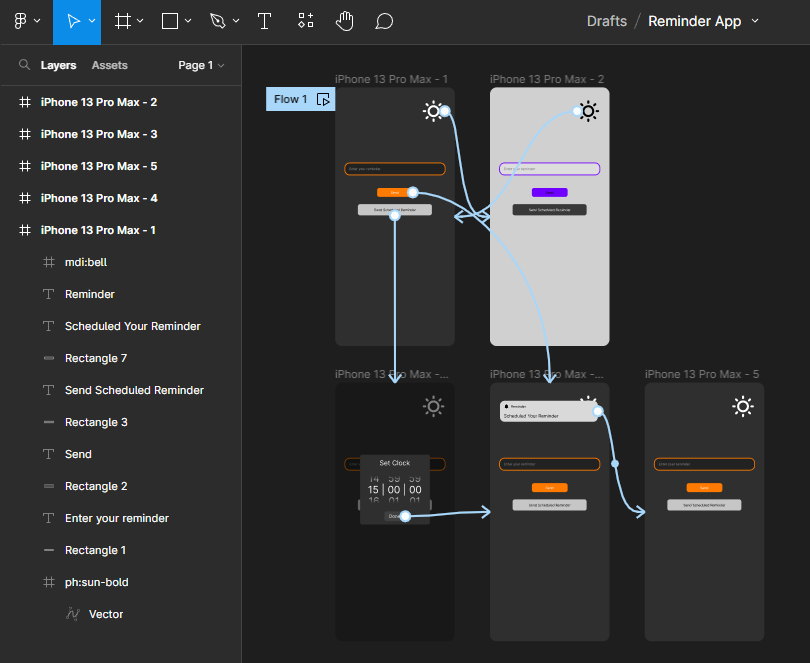 Drafts / Reminder App
Layers Assets Page 1
iPhone 13 Pro Max - 2
iPhone 13 Pro Max - 3
iPhone 13 Pro Max - 5
iPhone 13 Pro Max - 4
iPhone 13 Pro Max - 1
mdi:bell
Reminder
Scheduled Your Reminder
Rectangle 7
Send Scheduled Reminder
Rectangle 3
Send
Rectangle 2
Enter your reminder
Rectangle 1
ph:sun-bold
Vector
iPhone 13 Pro Max - 1
iPhone 13 Pro Max - 2
Flow 1
Enter your reminder
Enter your reminder
Send
Send Scheduled Reminder
Send Scheduled Reminder
iPhone 13 Pro Max -...
iPhone 13 Pro Max -...
iPhone 13 Pro Max - 5
Reminder
Scheduled Your Reminder
Set Clock
14 59 59
15 00 00
16 01 01
Done
Enter your reminder
Enter your reminder
Send
Send
Send Scheduled Reminder
Send Scheduled Reminder